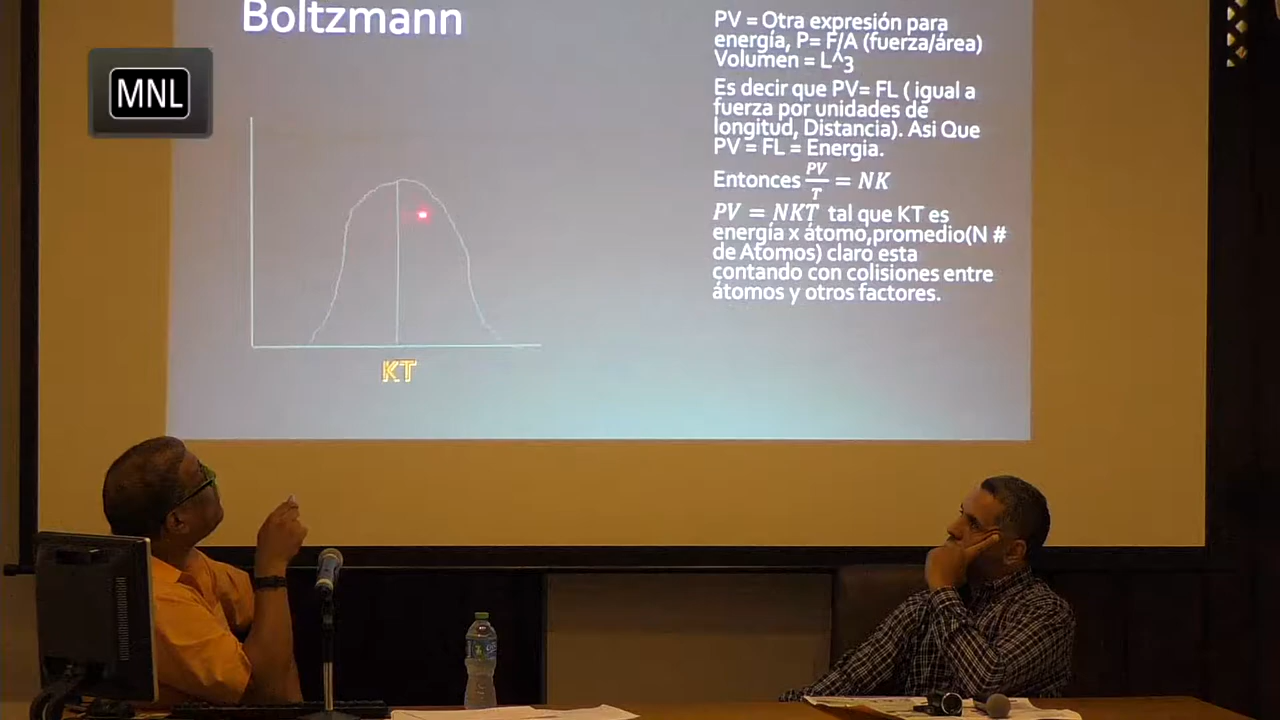 Boltzmann
MNL
KT
PV = Otra expresión para
energía, P= F/A (fuerza/área)
Volumen = L^3
Es decir que PV= FL ( igual a
fuerza por unidades de
longitud, Distancia). Asi Que
PV = FL = Energia.
Entonces PV/T = NK
PV = NKT tal que KT es
energía x átomo,promedio(N #
de Atomos) claro esta
contando con colisiones entre
átomos y otros factores.